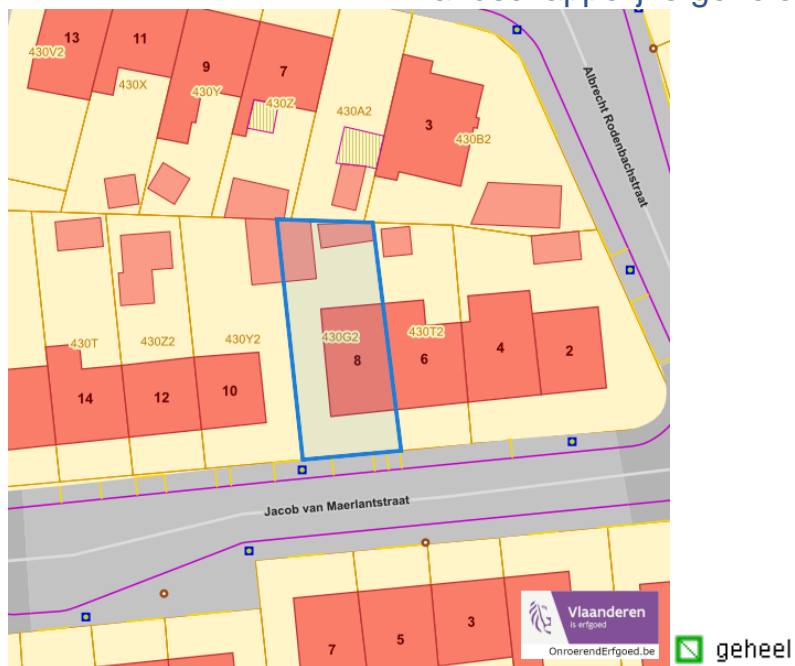 13
11
9
7
430V2
430X
430Y
430Z
430A2
3
430B2
Albrecht Rodenbachstraat
430T
430Z2
430Y2
430G2
430T2
14
12
10
8
6
4
2
Jacob van Maerlantstraat
7
5
3
Vlaanderen
is erfgoed
OnroerendErfgoed.be
geheel